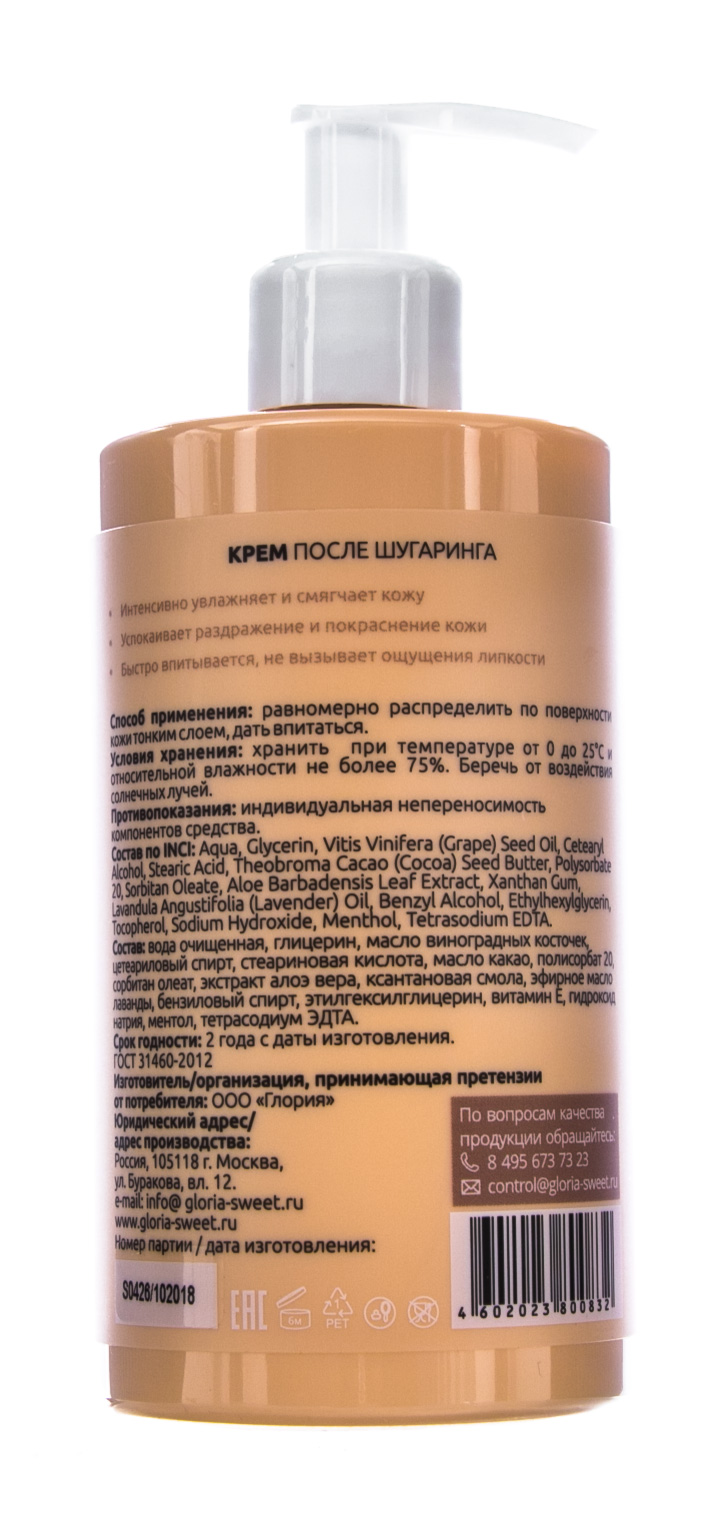 КРЕМ ПОСЛЕ ШУГАРИНГА
• Интенсивно увлажняет и смягчает кожу
• Успокаивает раздражение и покраснение кожи
• Быстро впитывается, не вызывает ощущения липкости
Способ применения: равномерно распределить по поверхности
кожи тонким слоем, дать впитаться.
Условия хранения: хранить при температуре от 0 до 25°С и
относительной влажности не более 75%. Беречь от воздействия
солнечных лучей.
Противопоказания: индивидуальная непереносимость
компонентов средства.
Состав по INCI: Aqua, Glycerin, Vitis Vinifera (Grape) Seed Oil, Cetearyl
Alcohol, Stearic Acid, Theobroma Cacao (Cocoa) Seed Butter, Polysorbate
20, Sorbitan Oleate, Aloe Barbadensis Leaf Extract, Xanthan Gum,
Lavandula Angustifolia (Lavender) Oil, Benzyl Alcohol, Ethylhexylglycerin,
Tocopherol, Sodium Hydroxide, Menthol, Tetrasodium EDTA.
Состав: вода очищенная, глицерин, масло виноградных косточек,
цетеариловый спирт, стеариновая кислота, масло какао, полисорбат 20,
сорбитан олеат, экстракт алоэ вера, ксантановая смола, эфирное масло
лаванды, бензиловый спирт, этилгексилглицерин, витамин Е, гидроксид
натрия, ментол, тетрасодиум ЭДТА.
Срок годности: 2 года с даты изготовления.
ГОСТ 31460-2012
Изготовитель/организация, принимающая претензии
от потребителя: ООО «Глория»
Юридический адрес/
адрес производства:
Россия, 105118 г. Москва,
ул. Буракова, вл. 12.
e-mail: info@ gloria-sweet.ru
www.gloria-sweet.ru
Номер партии / дата изготовления:
S0428/102018
По вопросам качества
продукции обращайтесь:
8 495 673 73 23
control@gloria-sweet.ru
EAC
6м
1
PET
4 602023 800832